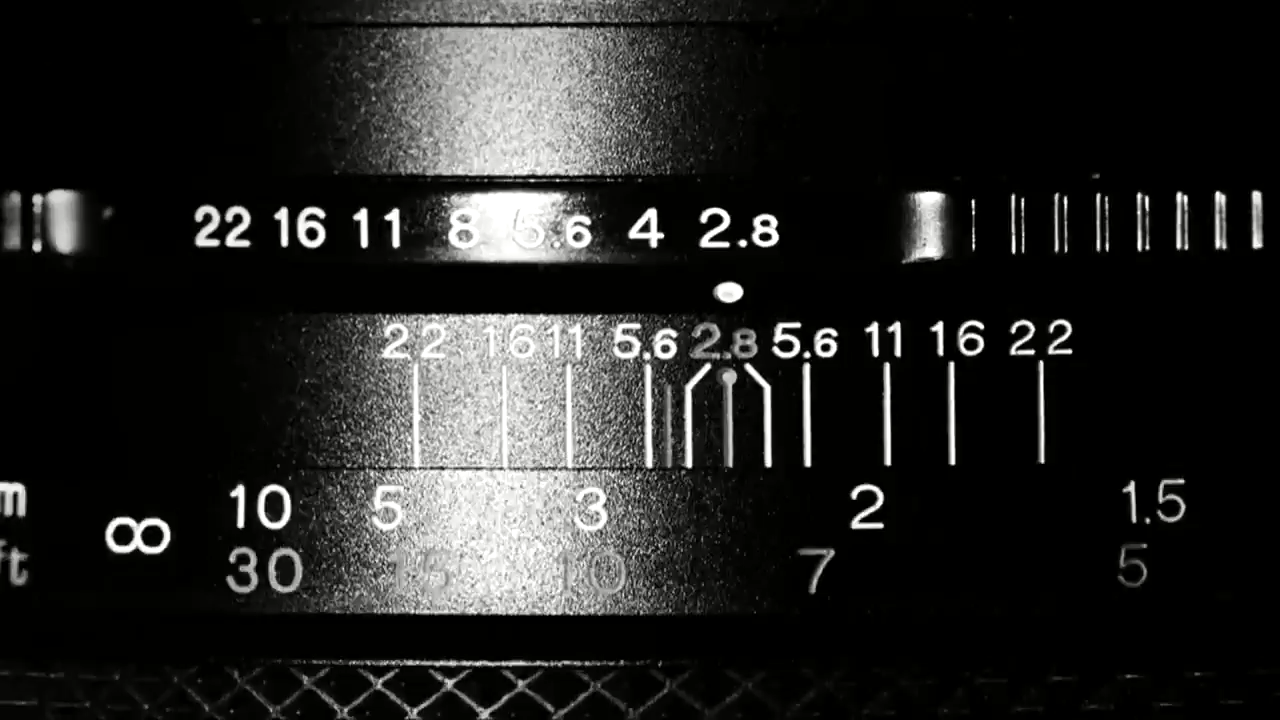 22 16 11 8 5.6 4 2.8
22 16 11 5.6 2.8 5.6 11 16 22
m ∞ 10 5 3 2 1.5
ft 30 15 10 7 5